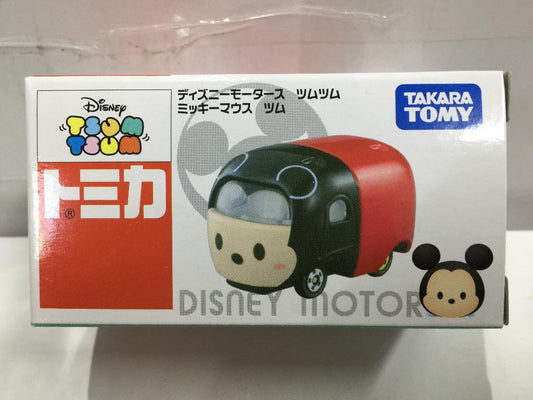 Disney
TSUM
TSUM
トミカ
®
ディズニーモータース ツムツム
ミッキーマウス ツム
TAKARA
TOMY
DISNEY MOTOR